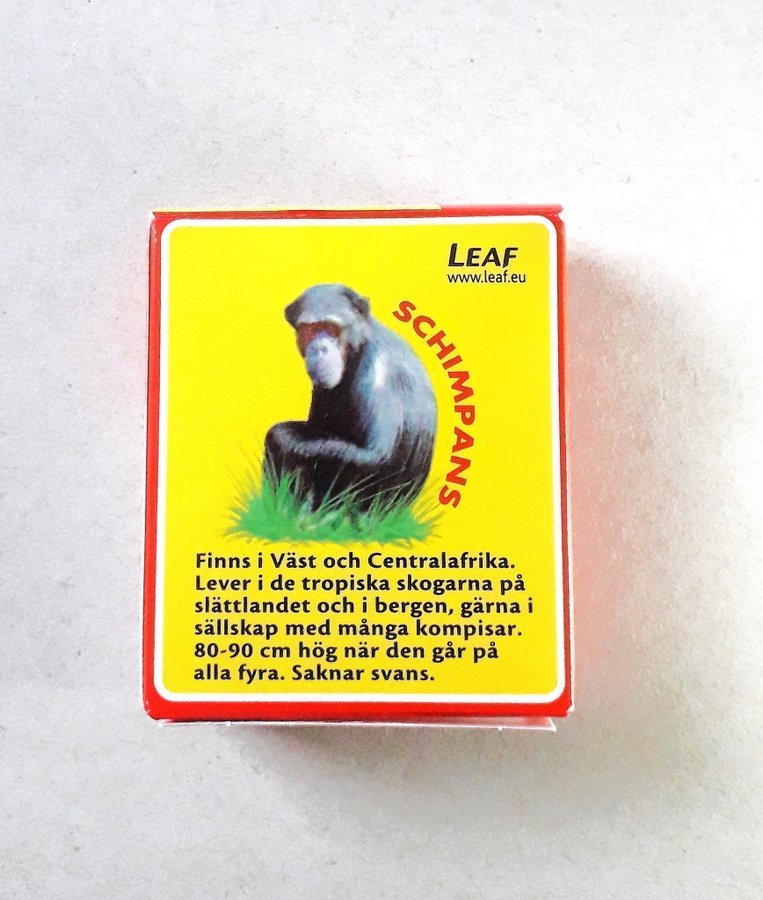 LEAF
www.leaf.eu
SCHIMPANS
Finns i Väst och Centralafrika.
Lever i de tropiska skogarna på
slättlandet och i bergen, gärna i
sällskap med många kompisar.
80-90 cm hög när den går på
alla fyra. Saknar svans.